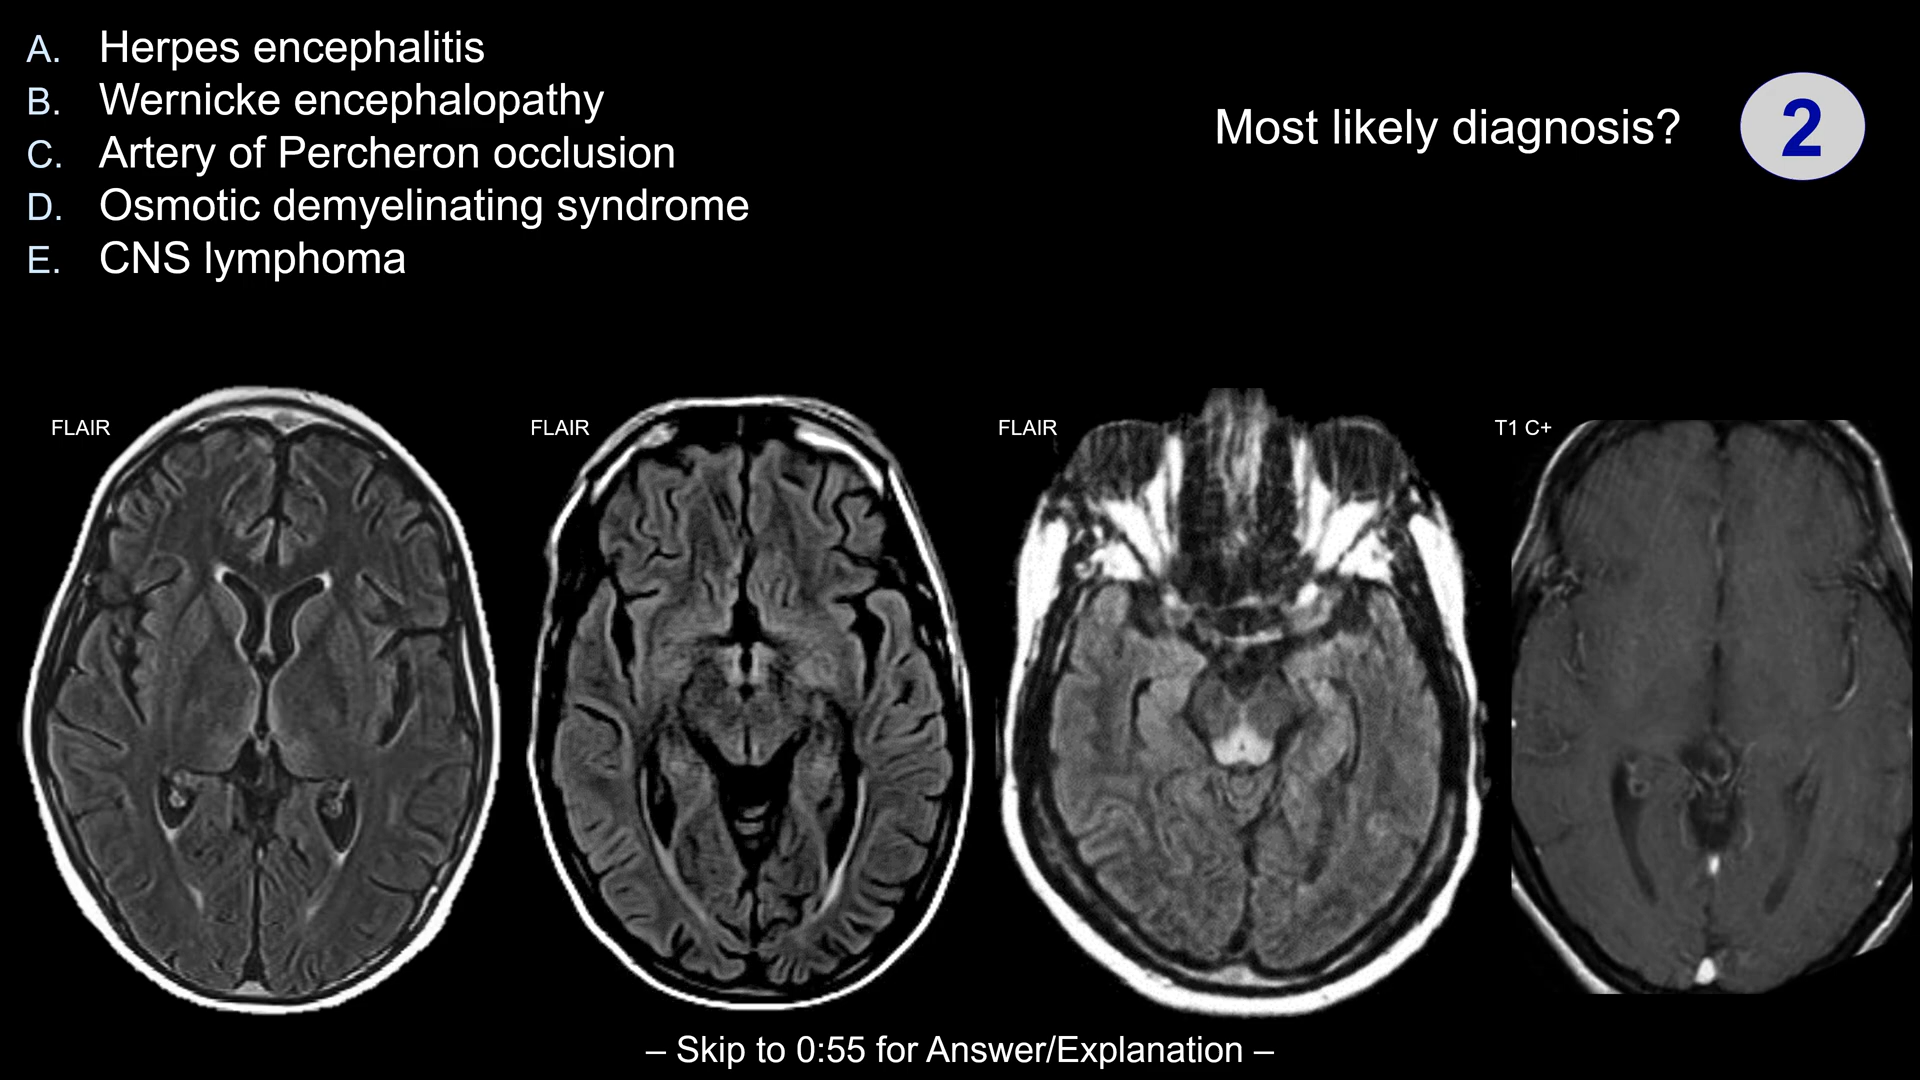 A. Herpes encephalitis
B. Wernicke encephalopathy
C. Artery of Percheron occlusion
D. Osmotic demyelinating syndrome
E. CNS lymphoma
Most likely diagnosis?
2
FLAIR
FLAIR
FLAIR
T1 C+
– Skip to 0:55 for Answer/Explanation –